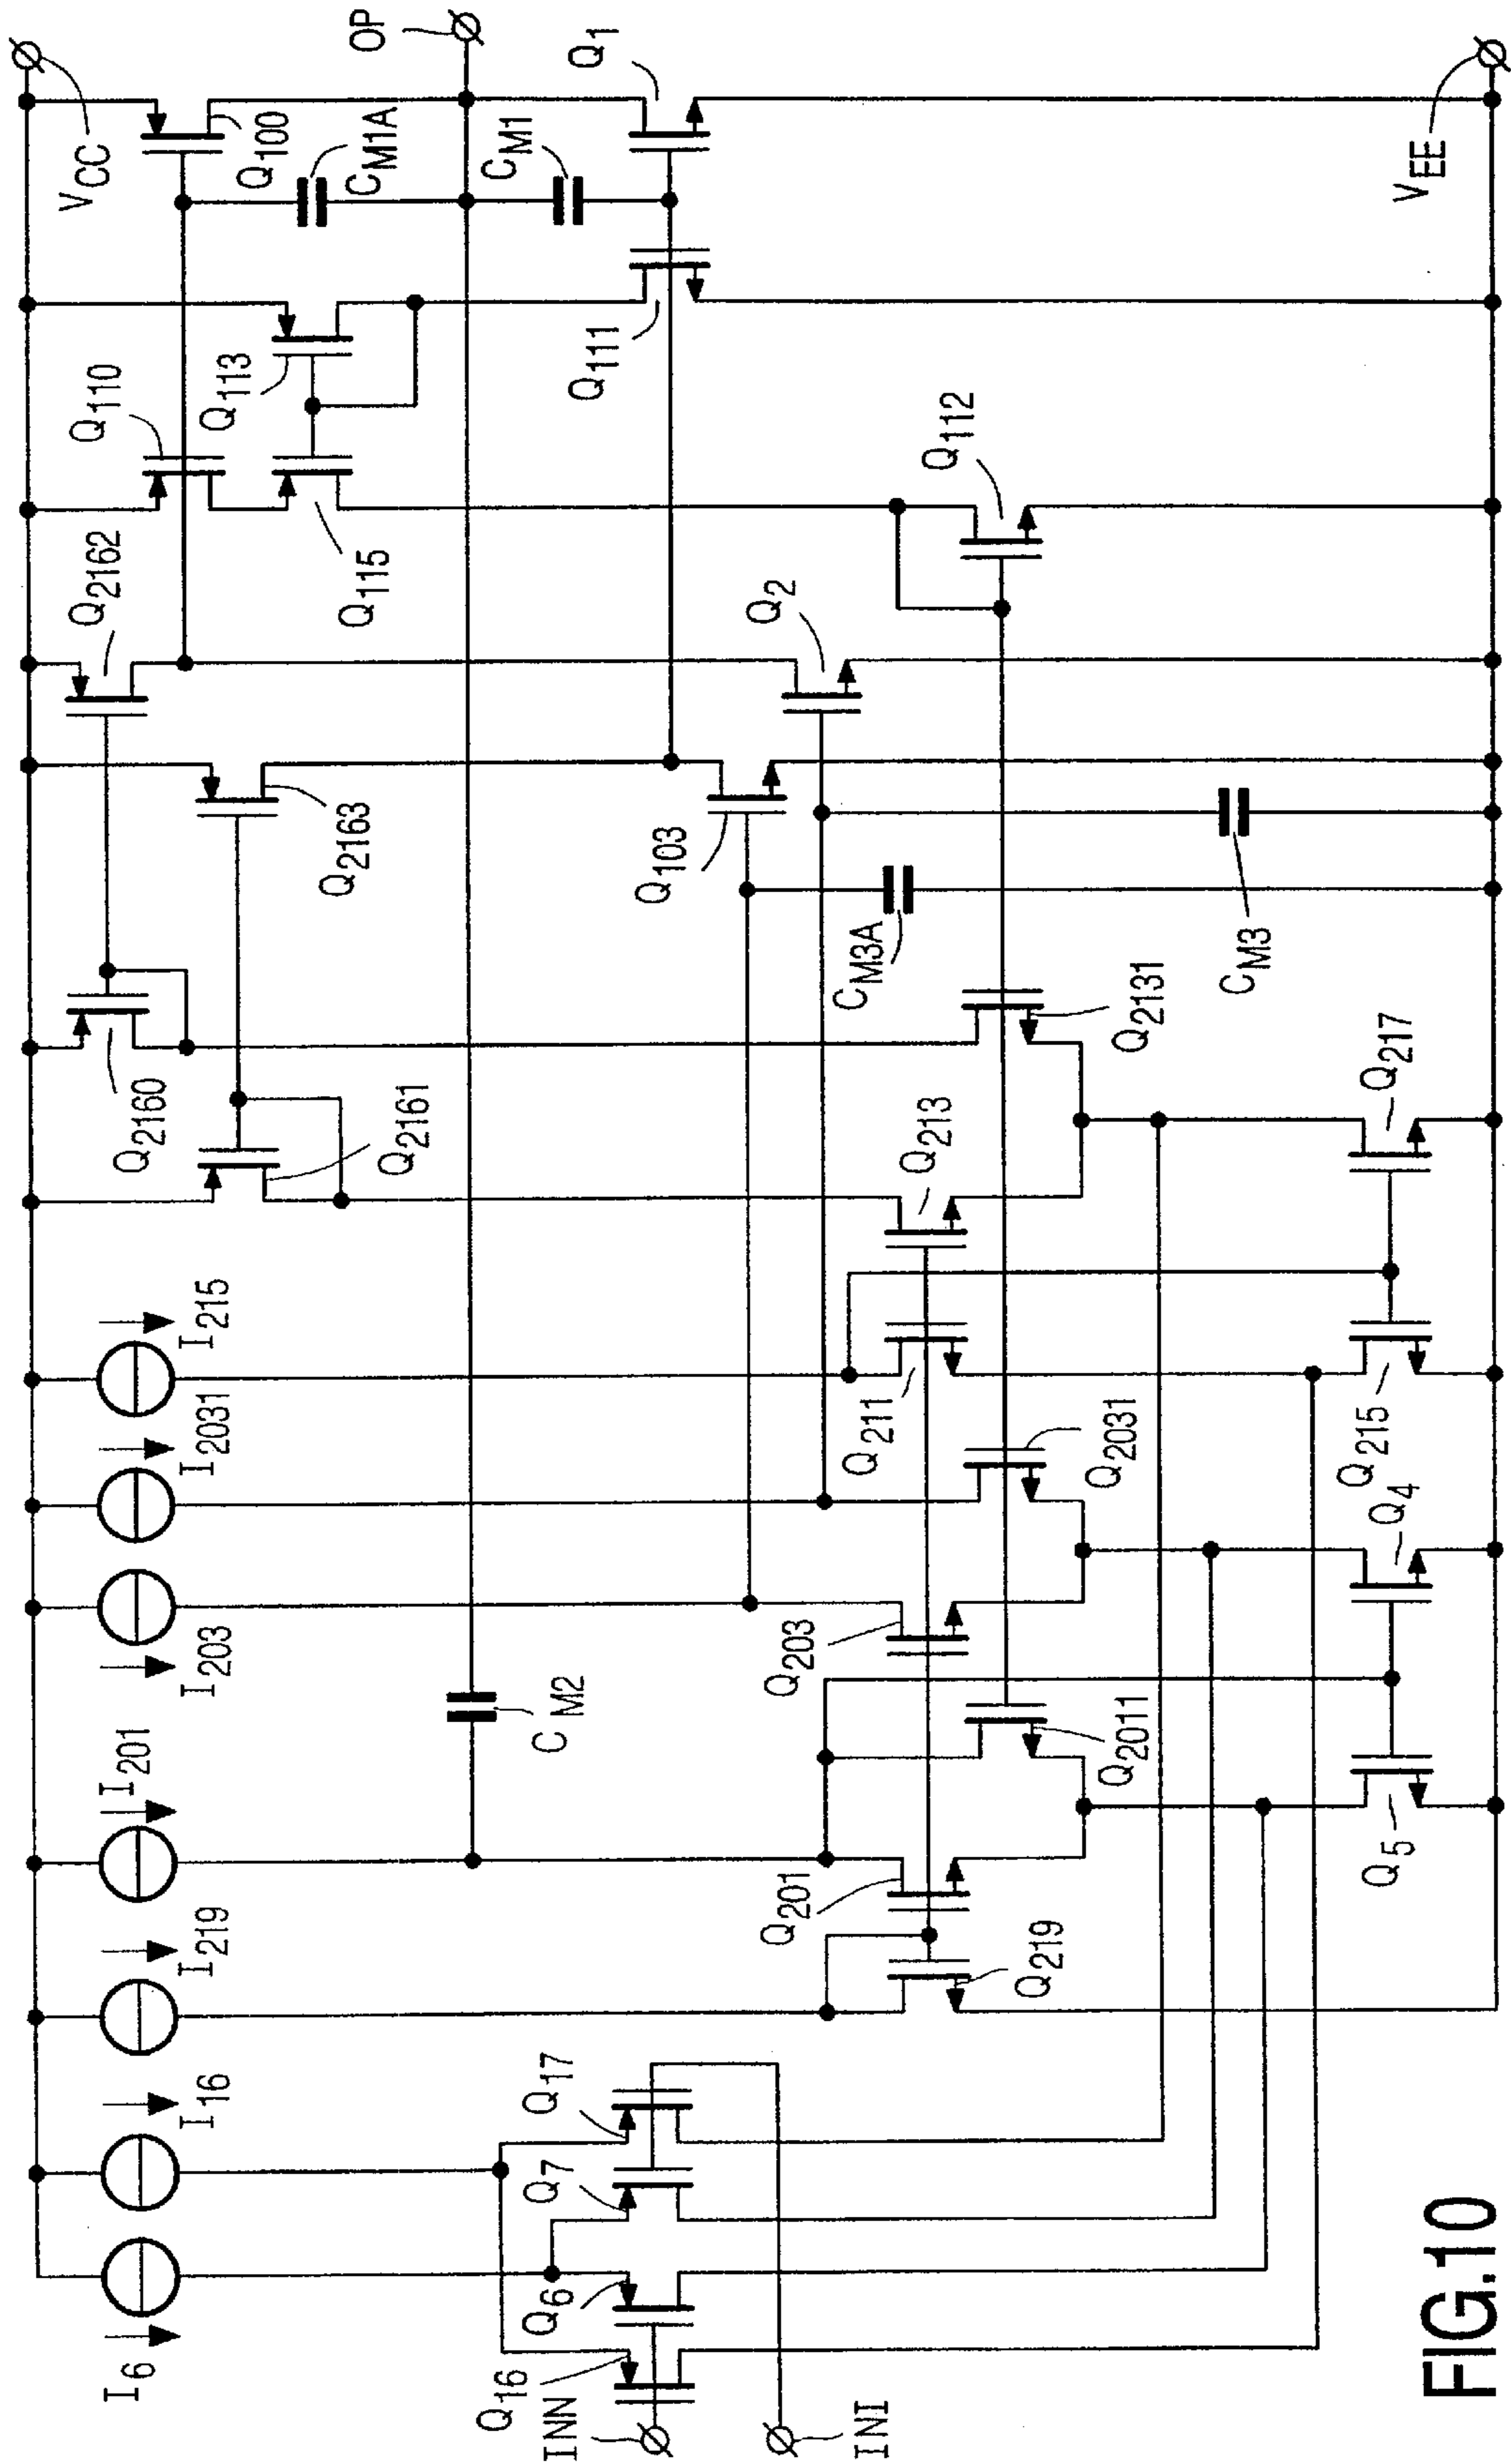 I6
I16
I219
I201
I203
I2031
I215
Q2160
Q2161
Q2162
Q2163
Q110
Q113
Q115
Q100
VCC
OP
CM1A
CM1
Q1
Q111
CM2
Q16
INN
Q6
Q7
Q17
INI
Q201
Q219
Q203
Q2011
Q2031
Q211
Q213
Q2131
Q103
Q2
Q112
CM3A
CM3
Q5
Q4
Q215
Q217
VEE
FIG.10